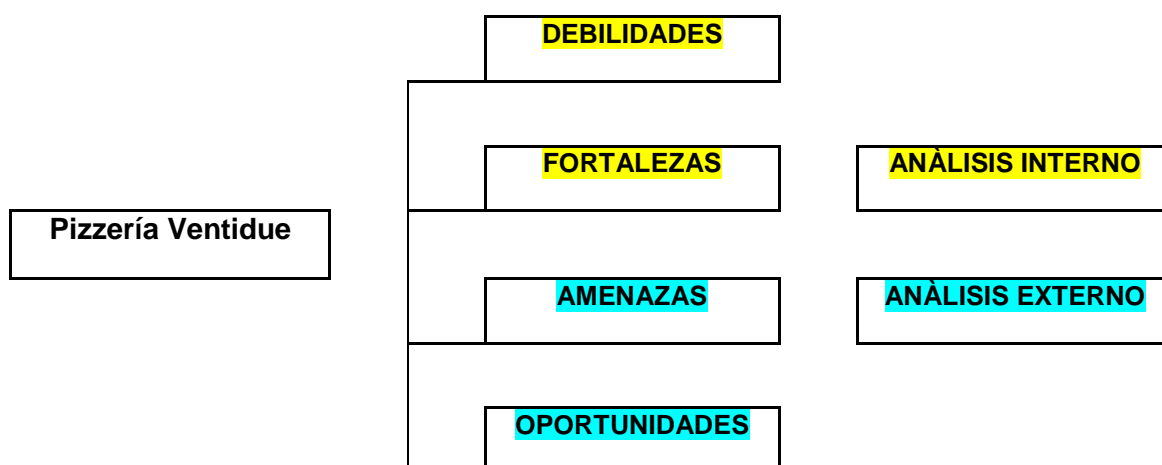 DEBILIDADES
FORTALEZAS
ANÀLISIS INTERNO
Pizzería Ventidue
AMENAZAS
ANÀLISIS EXTERNO
OPORTUNIDADES